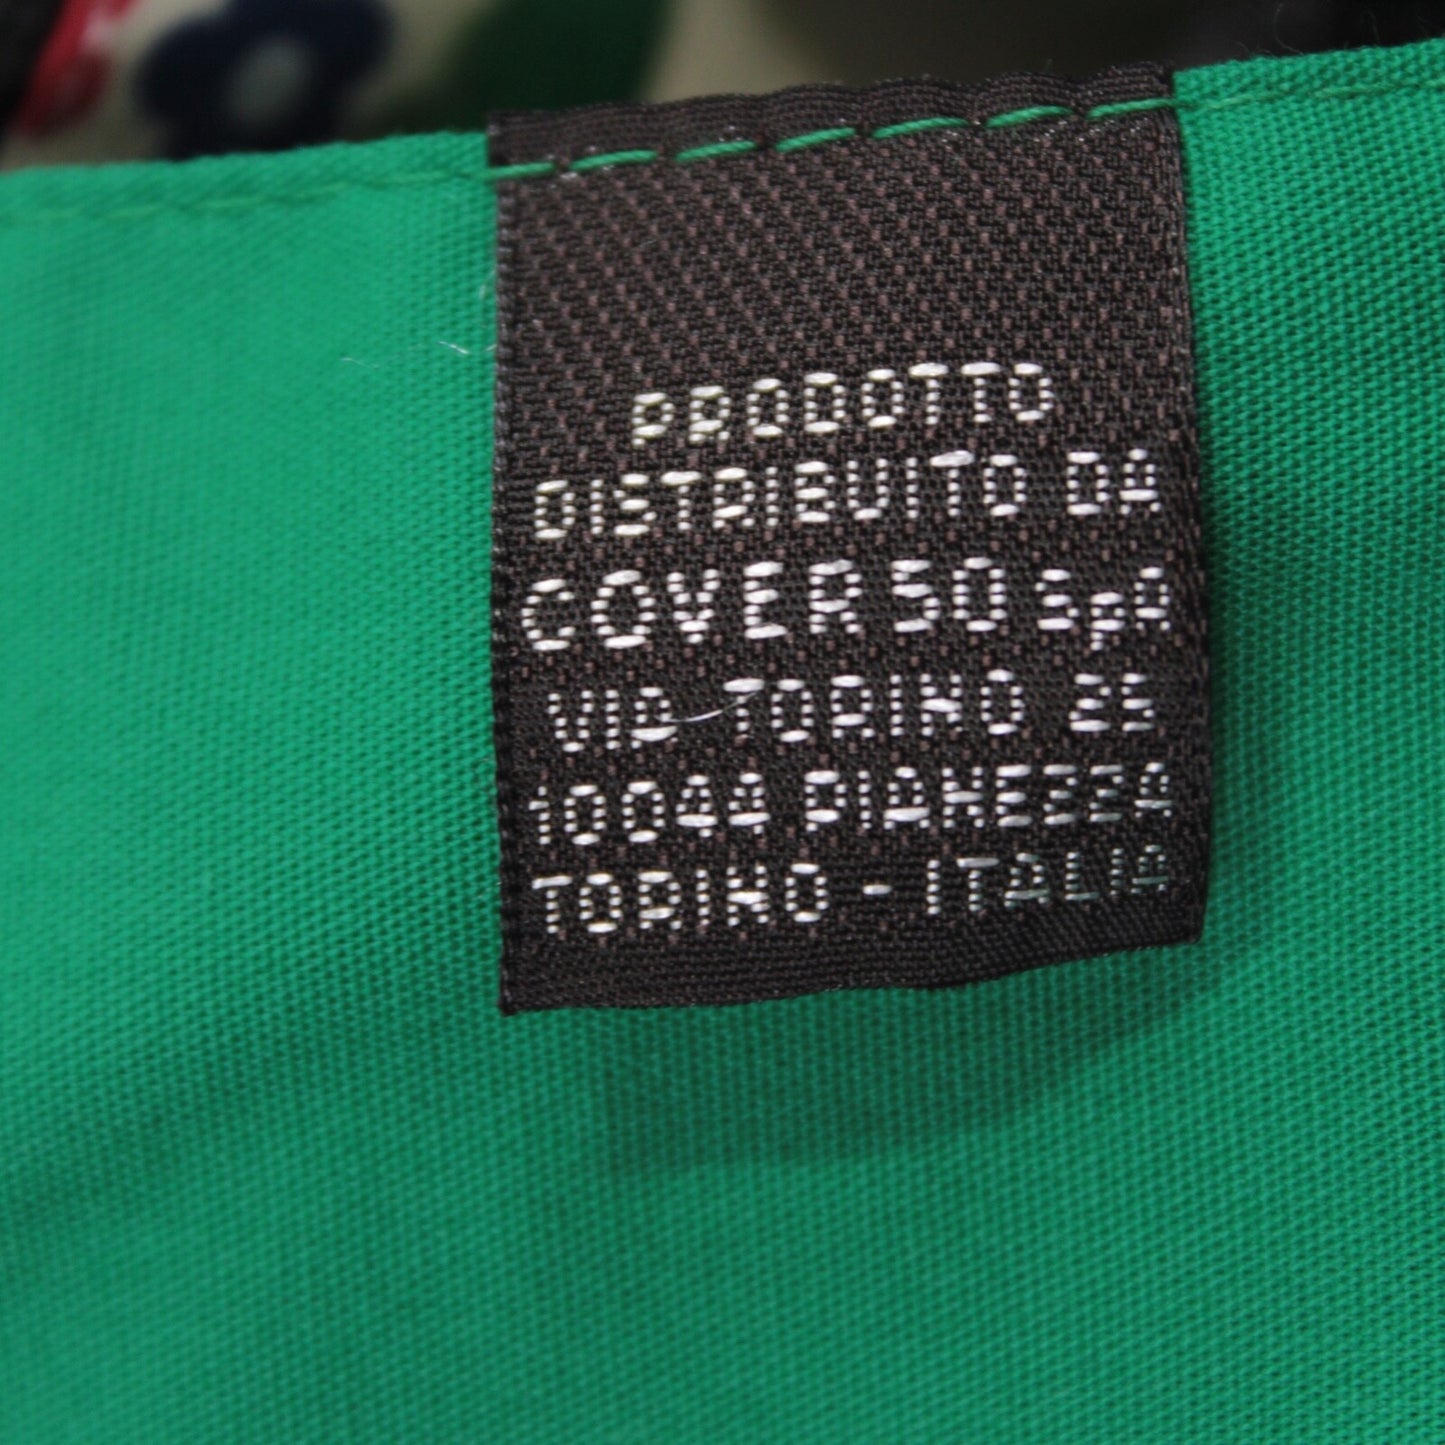 PRODOTTO
DISTRIBUITO DA
COVER 50 SpA
VIA TORINO 25
10044 PIANEZZA
TORINO - ITALIA